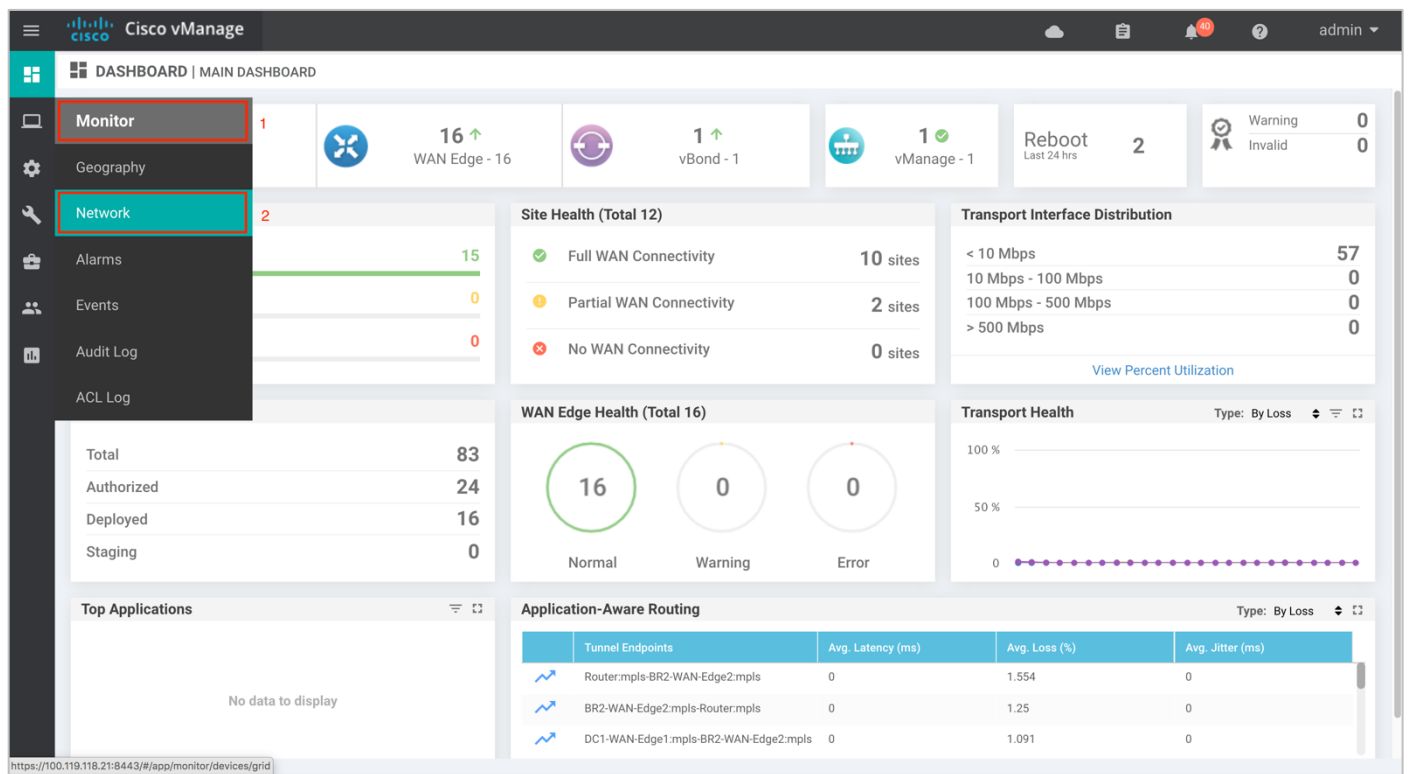 CISCO Cisco vManage
40
admin
DASHBOARD | MAIN DASHBOARD
Monitor 1
Geography
Network 2
Alarms
Events
Audit Log
ACL Log
16
WAN Edge - 16
1
vBond - 1
1
vManage - 1
Reboot
Last 24 hrs
2
Warning 0
Invalid 0
15
0
0
Site Health (Total 12)
Full WAN Connectivity 10 sites
Partial WAN Connectivity 2 sites
No WAN Connectivity 0 sites
Transport Interface Distribution
< 10 Mbps 57
10 Mbps - 100 Mbps 0
100 Mbps - 500 Mbps 0
> 500 Mbps 0
View Percent Utilization
Total 83
Authorized 24
Deployed 16
Staging 0
WAN Edge Health (Total 16)
16 0 0
Normal Warning Error
Transport Health Type: By Loss
100 %
50 %
0
Top Applications
No data to display
Application-Aware Routing Type: By Loss
Tunnel Endpoints Avg. Latency (ms) Avg. Loss (%) Avg. Jitter (ms)
Router:mpls-BR2-WAN-Edge2:mpls 0 1.554 0
BR2-WAN-Edge2:mpls-Router:mpls 0 1.25 0
DC1-WAN-Edge1:mpls-BR2-WAN-Edge2:mpls 0 1.091 0
https://100.119.118.21:8443/#/app/monitor/devices/grid